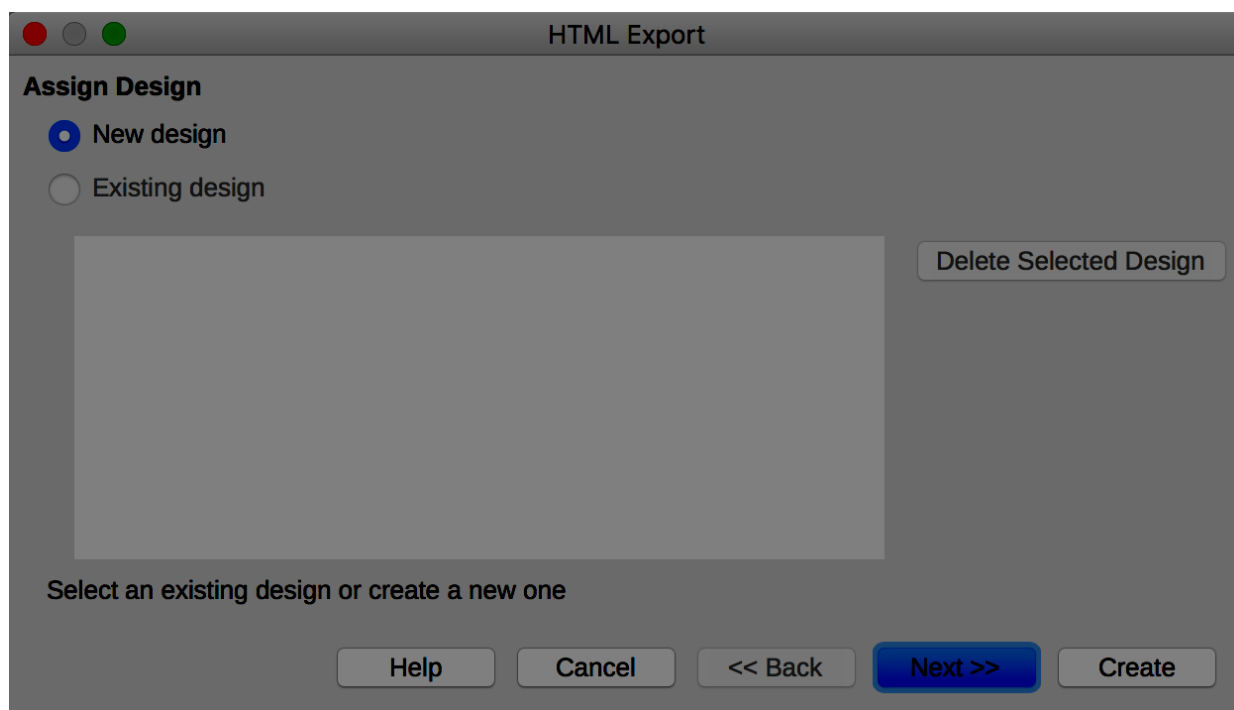 HTML Export
Assign Design
New design
Existing design
Delete Selected Design
Select an existing design or create a new one
Help Cancel << Back Next >> Create